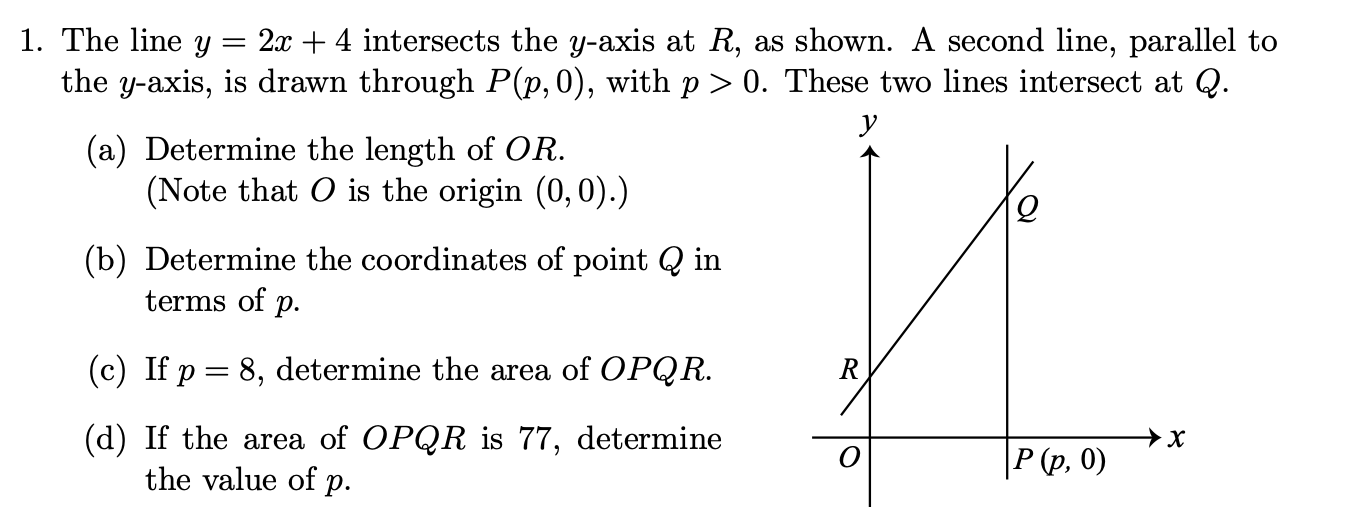 1. The line y = 2x + 4 intersects the y-axis at R, as shown. A second line, parallel to
the y-axis, is drawn through P(p, 0), with p > 0. These two lines intersect at Q.
(a) Determine the length of OR.
(Note that O is the origin (0, 0).)
(b) Determine the coordinates of point Q in
terms of p.
(c) If p = 8, determine the area of OPQR.
(d) If the area of OPQR is 77, determine
the value of p.
y
Q
R
x
O
P (p, 0)